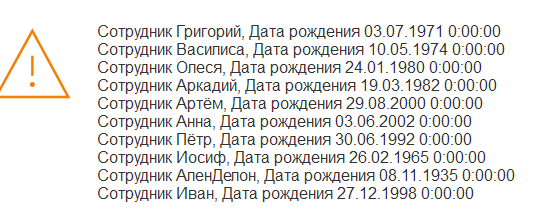 Сотрудник Григорий, Дата рождения 03.07.1971 0:00:00
Сотрудник Василиса, Дата рождения 10.05.1974 0:00:00
Сотрудник Олеся, Дата рождения 24.01.1980 0:00:00
Сотрудник Аркадий, Дата рождения 19.03.1982 0:00:00
Сотрудник Артём, Дата рождения 29.08.2000 0:00:00
Сотрудник Анна, Дата рождения 03.06.2002 0:00:00
Сотрудник Пётр, Дата рождения 30.06.1992 0:00:00
Сотрудник Иосиф, Дата рождения 26.02.1965 0:00:00
Сотрудник АленДелон, Дата рождения 08.11.1935 0:00:00
Сотрудник Иван, Дата рождения 27.12.1998 0:00:00